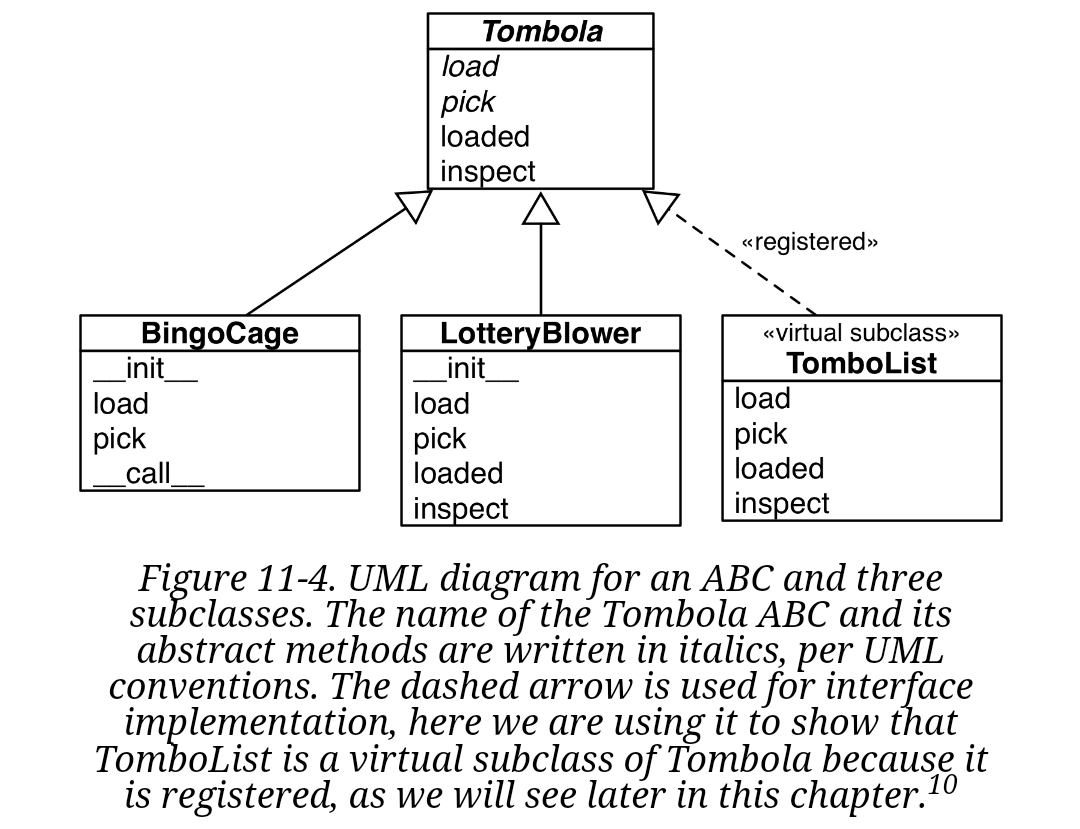 Tombola
load
pick
loaded
inspect
«registered»
BingoCage
__init__
load
pick
__call__
LotteryBlower
__init__
load
pick
loaded
inspect
«virtual subclass»
TomboList
load
pick
loaded
inspect
Figure 11-4. UML diagram for an ABC and three
subclasses. The name of the Tombola ABC and its
abstract methods are written in italics, per UML
conventions. The dashed arrow is used for interface
implementation, here we are using it to show that
TomboList is a virtual subclass of Tombola because it
is registered, as we will see later in this chapter.10